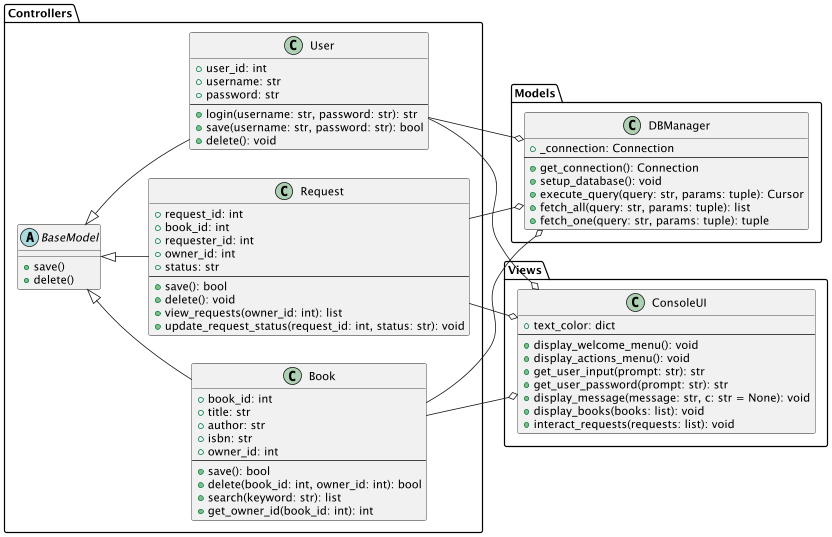 Controllers
C User
user_id: int
username: str
password: str
login(username: str, password: str): str
save(username: str, password: str): bool
delete(): void
C Request
request_id: int
book_id: int
requester_id: int
owner_id: int
status: str
save(): bool
delete(): void
view_requests(owner_id: int): list
update_request_status(request_id: int, status: str): void
A BaseModel
save()
delete()
C Book
book_id: int
title: str
author: str
isbn: str
owner_id: int
save(): bool
delete(book_id: int, owner_id: int): bool
search(keyword: str): list
get_owner_id(book_id: int): int
Models
C DBManager
_connection: Connection
get_connection(): Connection
setup_database(): void
execute_query(query: str, params: tuple): Cursor
fetch_all(query: str, params: tuple): list
fetch_one(query: str, params: tuple): tuple
Views
C ConsoleUI
text_color: dict
display_welcome_menu(): void
display_actions_menu(): void
get_user_input(prompt: str): str
get_user_password(prompt: str): str
display_message(message: str, c: str = None): void
display_books(books: list): void
interact_requests(requests: list): void